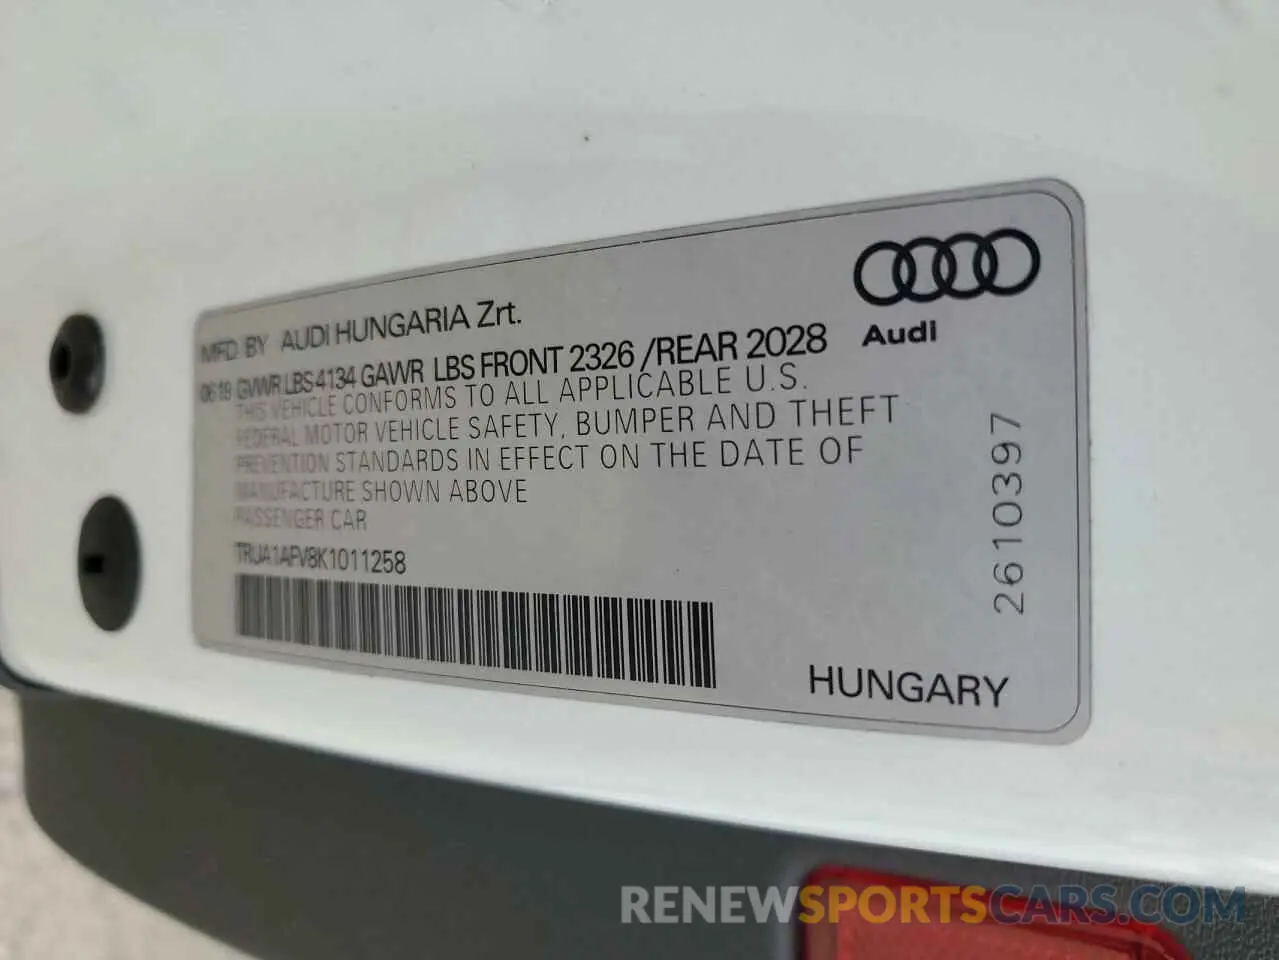 MFD BY AUDI HUNGARIA Zrt.
0619 GVWR LBS 4134 GAWR LBS FRONT 2326 / REAR 2028
THIS VEHICLE CONFORMS TO ALL APPLICABLE U.S.
FEDERAL MOTOR VEHICLE SAFETY, BUMPER AND THEFT
PREVENTION STANDARDS IN EFFECT ON THE DATE OF
MANUFACTURE SHOWN ABOVE
PASSENGER CAR
TRUA1AFV8K1011258
Audi
2610397
HUNGARY
RENEWSPORTSCARS.COM